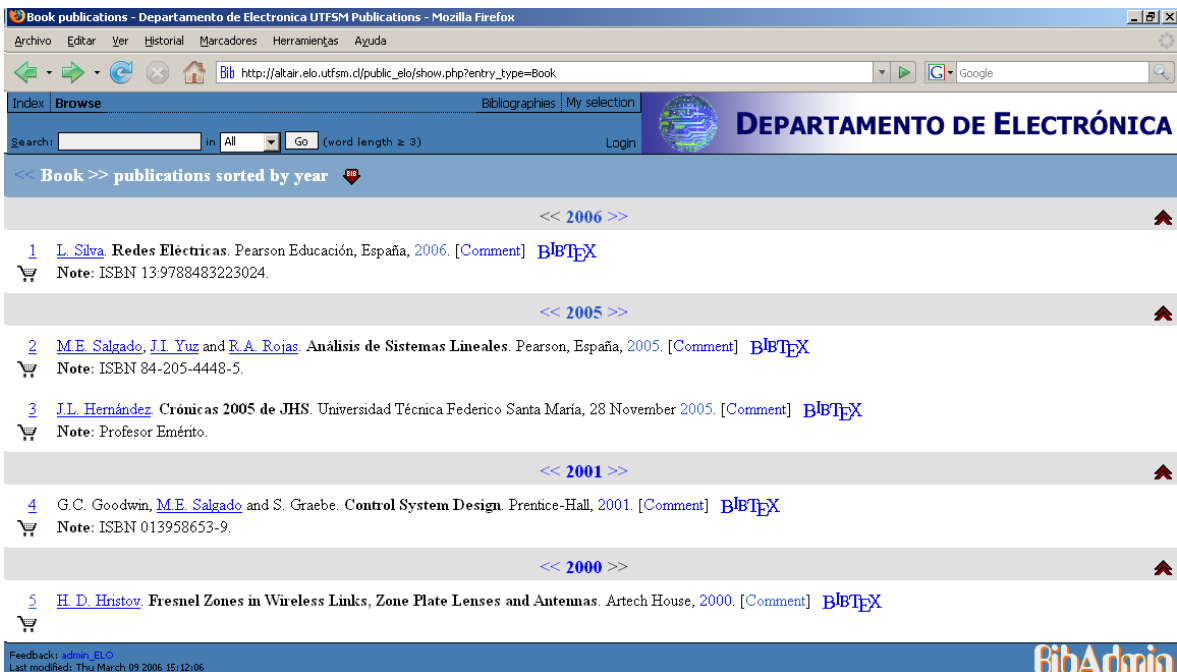 Book publications - Departamento de Electronica UTFSM Publications - Mozilla Firefox
Archivo Editar Ver Historial Marcadores Herramientas Ayuda
Bib http://altair.elo.utfsm.cl/public_elo/show.php?entry_type=Book G Google
Index Browse Bibliographies My selection
DEPARTAMENTO DE ELECTRÓNICA
Search: in All Go (word length ≥ 3) Login
<< Book >> publications sorted by year BIB
<< 2006 >>
1 L. Silva. Redes Eléctricas. Pearson Educación, España, 2006. [Comment] BIBTEX
Note: ISBN 13:9788483223024.
<< 2005 >>
2 M.E. Salgado, J.I. Yuz and R.A. Rojas. Análisis de Sistemas Lineales. Pearson, España, 2005. [Comment] BIBTEX
Note: ISBN 84-205-4448-5.
3 J.L. Hernández. Crónicas 2005 de JHS. Universidad Técnica Federico Santa María, 28 November 2005. [Comment] BIBTEX
Note: Profesor Emérito.
<< 2001 >>
4 G.C. Goodwin, M.E. Salgado and S. Graebe. Control System Design. Prentice-Hall, 2001. [Comment] BIBTEX
Note: ISBN 013958653-9.
<< 2000 >>
5 H. D. Hristov. Fresnel Zones in Wireless Links, Zone Plate Lenses and Antennas. Artech House, 2000. [Comment] BIBTEX
Feedback: admin_ELO
Last modified: Thu March 09 2006 15:12:06
BibAdmin